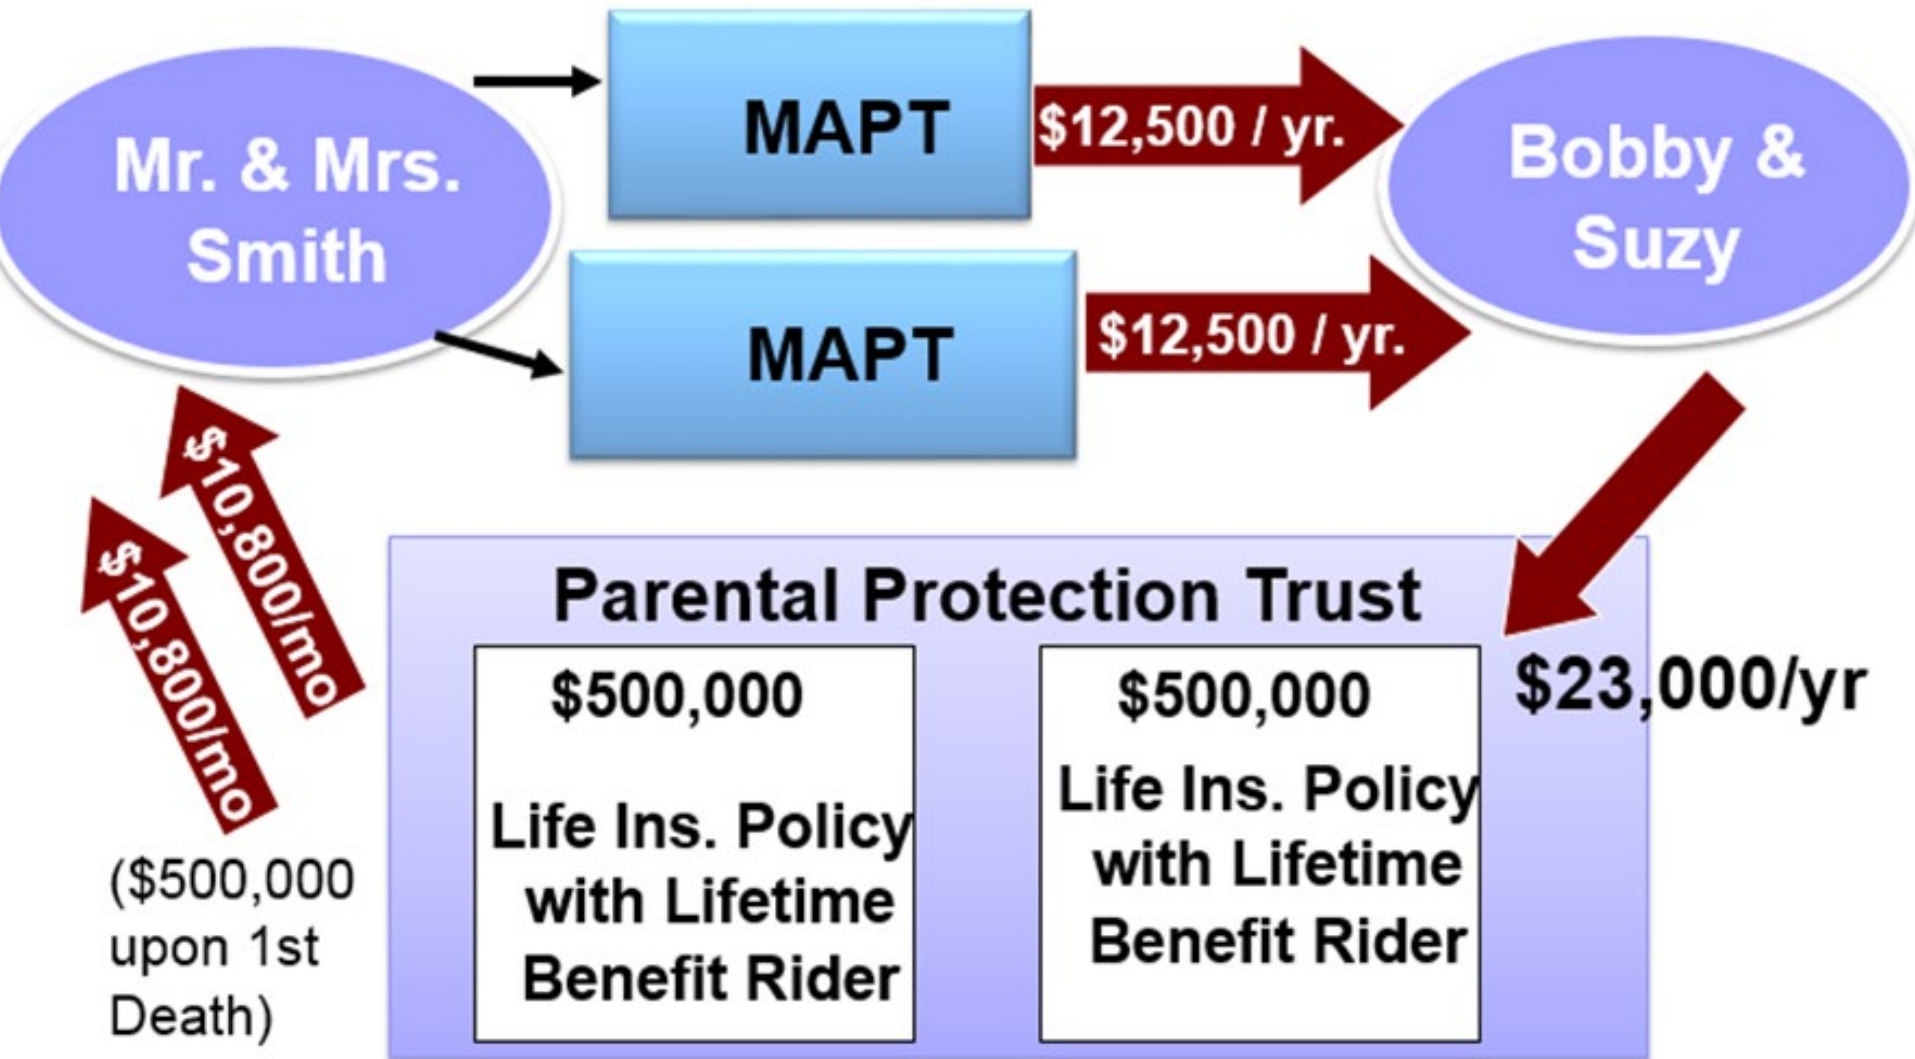 Mr. & Mrs.
Smith
MAPT
$12,500 / yr.
Bobby &
Suzy
MAPT
$12,500 / yr.
$10,800/mo
$10,800/mo
($500,000
upon 1st
Death)
Parental Protection Trust
$500,000
Life Ins. Policy
with Lifetime
Benefit Rider
$500,000
Life Ins. Policy
with Lifetime
Benefit Rider
$23,000/yr